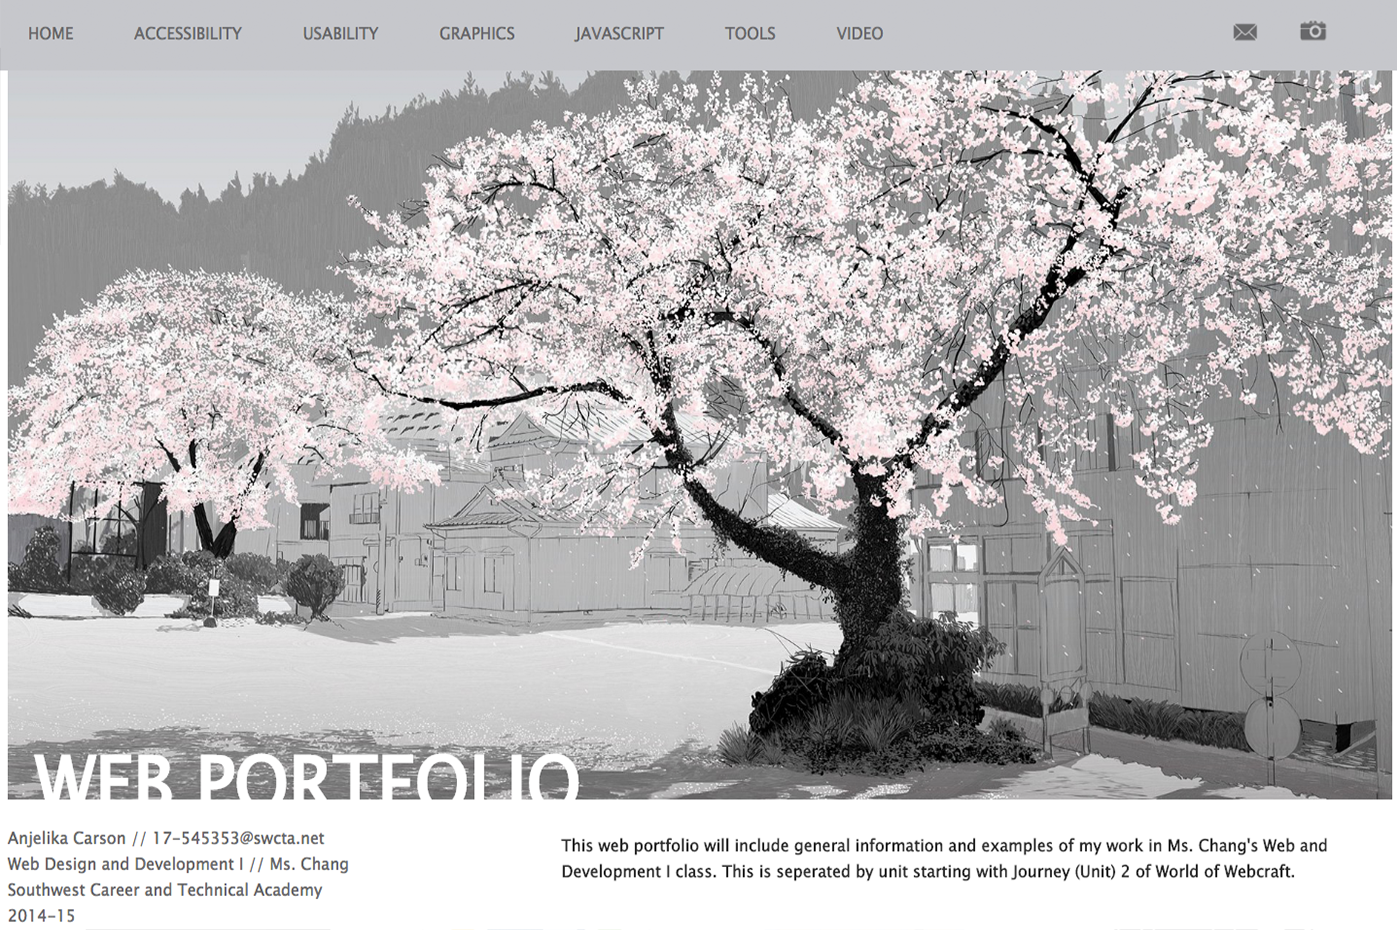 HOME ACCESSIBILITY USABILITY GRAPHICS JAVASCRIPT TOOLS VIDEO
WEB PORTFOLIO
Anjelika Carson // 17-545353@swcta.net
Web Design and Development I // Ms. Chang
Southwest Career and Technical Academy
2014-15
This web portfolio will include general information and examples of my work in Ms. Chang's Web and
Development I class. This is seperated by unit starting with Journey (Unit) 2 of World of Webcraft.